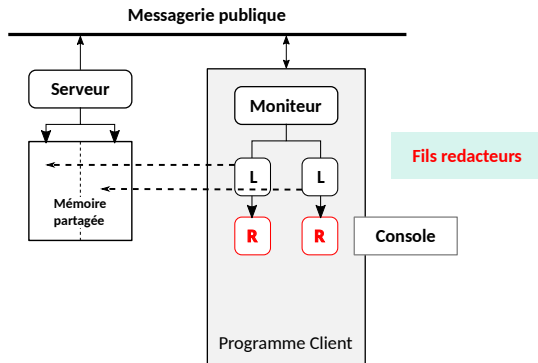 Messagerie publique
Serveur
Moniteur
Fils redacteurs
L
L
Mémoire
partagée
R
R
Console
Programme Client